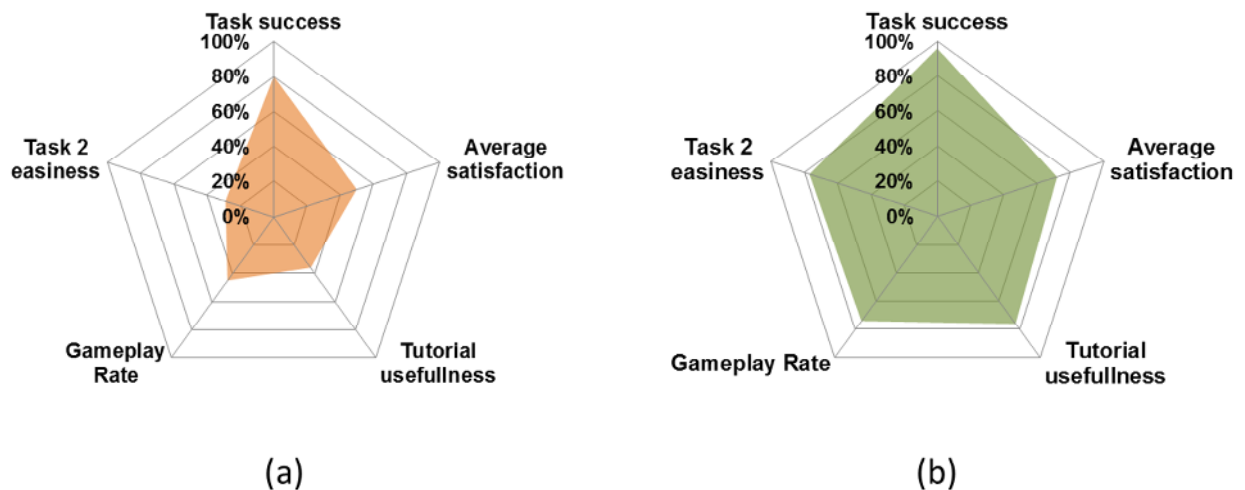 Task success
100%
80%
60%
40%
20%
0%
Average
satisfaction
Tutorial
usefullness
Gameplay
Rate
Task 2
easiness
(a)
Task success
100%
80%
60%
40%
20%
0%
Average
satisfaction
Tutorial
usefullness
Gameplay Rate
Task 2
easiness
(b)